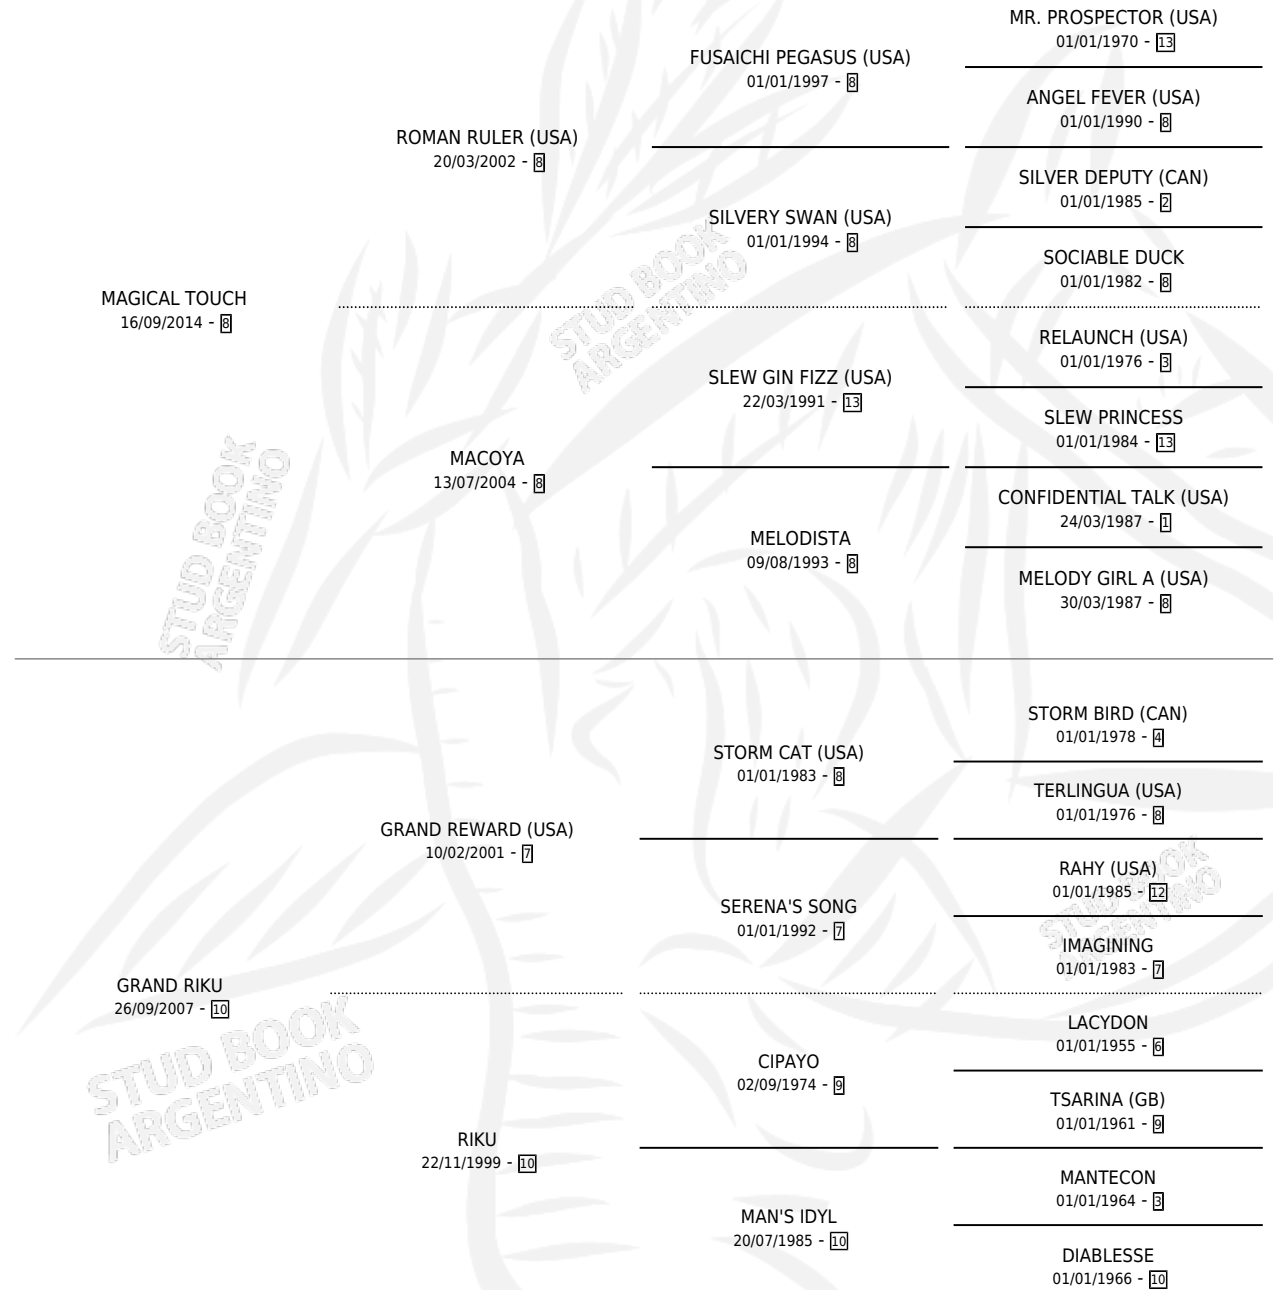 MR. PROSPECTOR (USA)
01/01/1970 - 13
FUSAICHI PEGASUS (USA)
01/01/1997 - 8
ANGEL FEVER (USA)
01/01/1990 - 8
ROMAN RULER (USA)
20/03/2002 - 8
SILVER DEPUTY (CAN)
01/01/1985 - 2
SILVERY SWAN (USA)
01/01/1994 - 8
SOCIABLE DUCK
01/01/1982 - 8
STUD BOOK
ARGENTINO
MAGICAL TOUCH
16/09/2014 - 8
RELAUNCH (USA)
01/01/1976 - 3
SLEW GIN FIZZ (USA)
22/03/1991 - 13
SLEW PRINCESS
01/01/1984 - 13
MACOYA
13/07/2004 - 8
CONFIDENTIAL TALK (USA)
24/03/1987 - 1
MELODISTA
09/08/1993 - 8
MELODY GIRL A (USA)
30/03/1987 - 8
STUD BOOK
ARGENTINO
STORM BIRD (CAN)
01/01/1978 - 4
STORM CAT (USA)
01/01/1983 - 8
TERLINGUA (USA)
01/01/1976 - 8
GRAND REWARD (USA)
10/02/2001 - 7
RAHY (USA)
01/01/1985 - 12
SERENA'S SONG
01/01/1992 - 7
IMAGINING
01/01/1983 - 7
STUD BOOK
ARGENTINO
GRAND RIKU
26/09/2007 - 10
LACYDON
01/01/1955 - 6
CIPAYO
02/09/1974 - 9
TSARINA (GB)
01/01/1961 - 9
RIKU
22/11/1999 - 10
MANTECON
01/01/1964 - 3
MAN'S IDYL
20/07/1985 - 10
DIABLESSE
01/01/1966 - 10
STUD BOOK
ARGENTINO